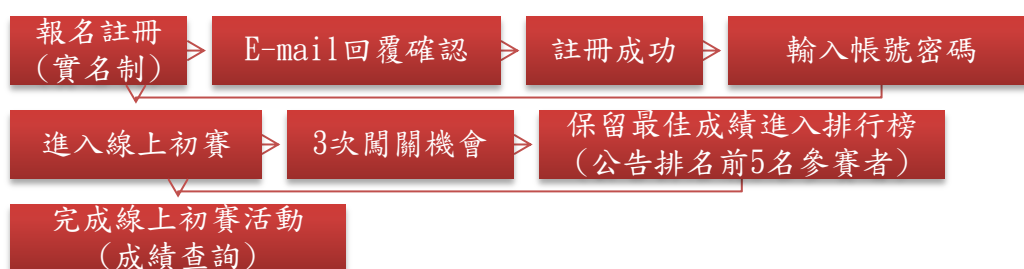 報名註冊
(實名制)
E-mail回覆確認
註冊成功
輸入帳號密碼
進入線上初賽
3次闖關機會
保留最佳成績進入排行榜
(公告排名前5名參賽者)
完成線上初賽活動
(成績查詢)